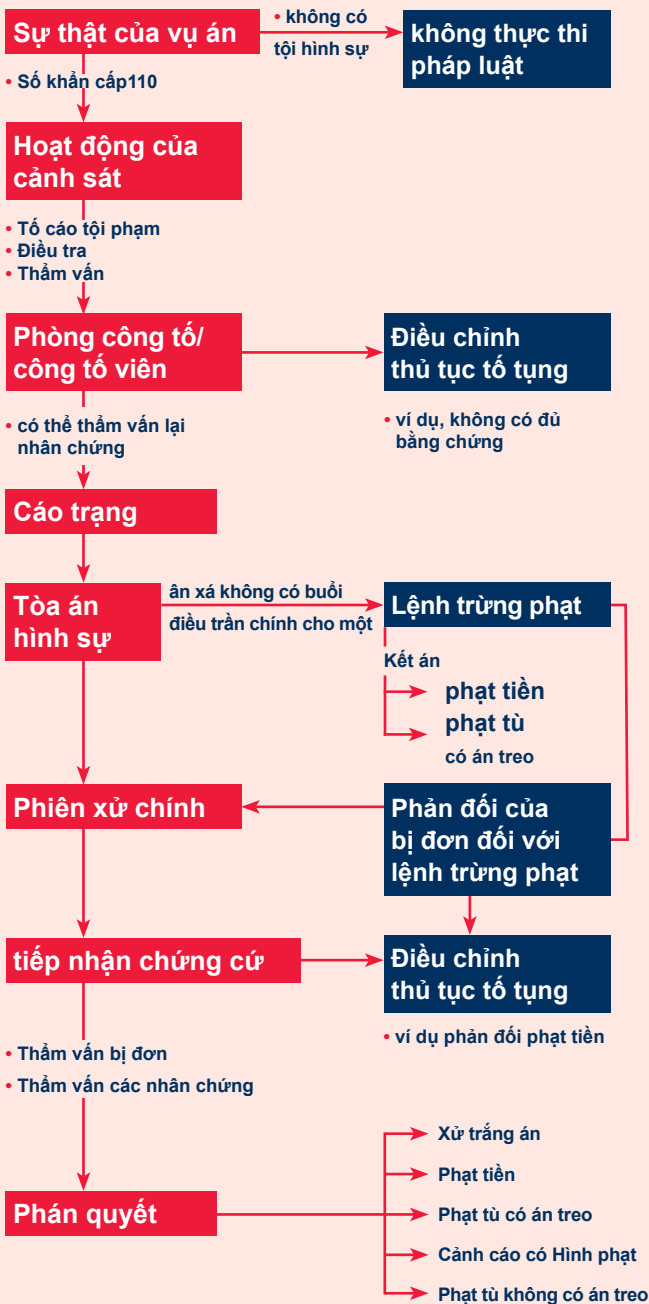 Sự thật của vụ án
• không có
tội hình sự
không thực thi
pháp luật
• Số khẩn cấp110
Hoạt động của
cảnh sát
• Tố cáo tội phạm
• Điều tra
• Thẩm vấn
Phòng công tố/
công tố viên
Điều chỉnh
thủ tục tố tụng
• có thể thẩm vấn lại
nhân chứng
• ví dụ, không có đủ
bằng chứng
Cáo trạng
Tòa án
hình sự
ân xá không có buổi
điều trần chính cho một
Lệnh trừng phạt
Kết án
phạt tiền
phạt tù
có án treo
Phiên xử chính
Phản đối của
bị đơn đối với
lệnh trừng phạt
tiếp nhận chứng cứ
Điều chỉnh
thủ tục tố tụng
• ví dụ phản đối phạt tiền
• Thẩm vấn bị đơn
• Thẩm vấn các nhân chứng
Phán quyết
Xử trắng án
Phạt tiền
Phạt tù có án treo
Cảnh cáo có Hình phạt
Phạt tù không có án treo